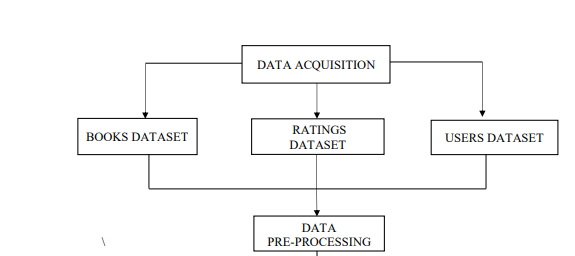 DATA ACQUISITION
BOOKS DATASET
RATINGS
DATASET
USERS DATASET
DATA
PRE-PROCESSING
\